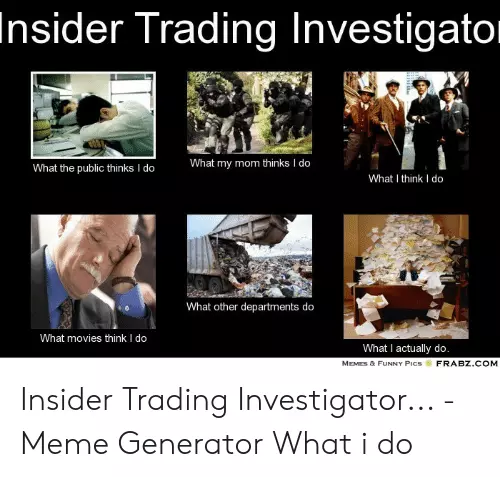 Insider Trading Investigator
What the public thinks I do
What my mom thinks I do
What I think I do
What movies think I do
What other departments do
What I actually do.
MEMES & FUNNY PICS FRABZ.COM
Insider Trading Investigator... -
Meme Generator What i do